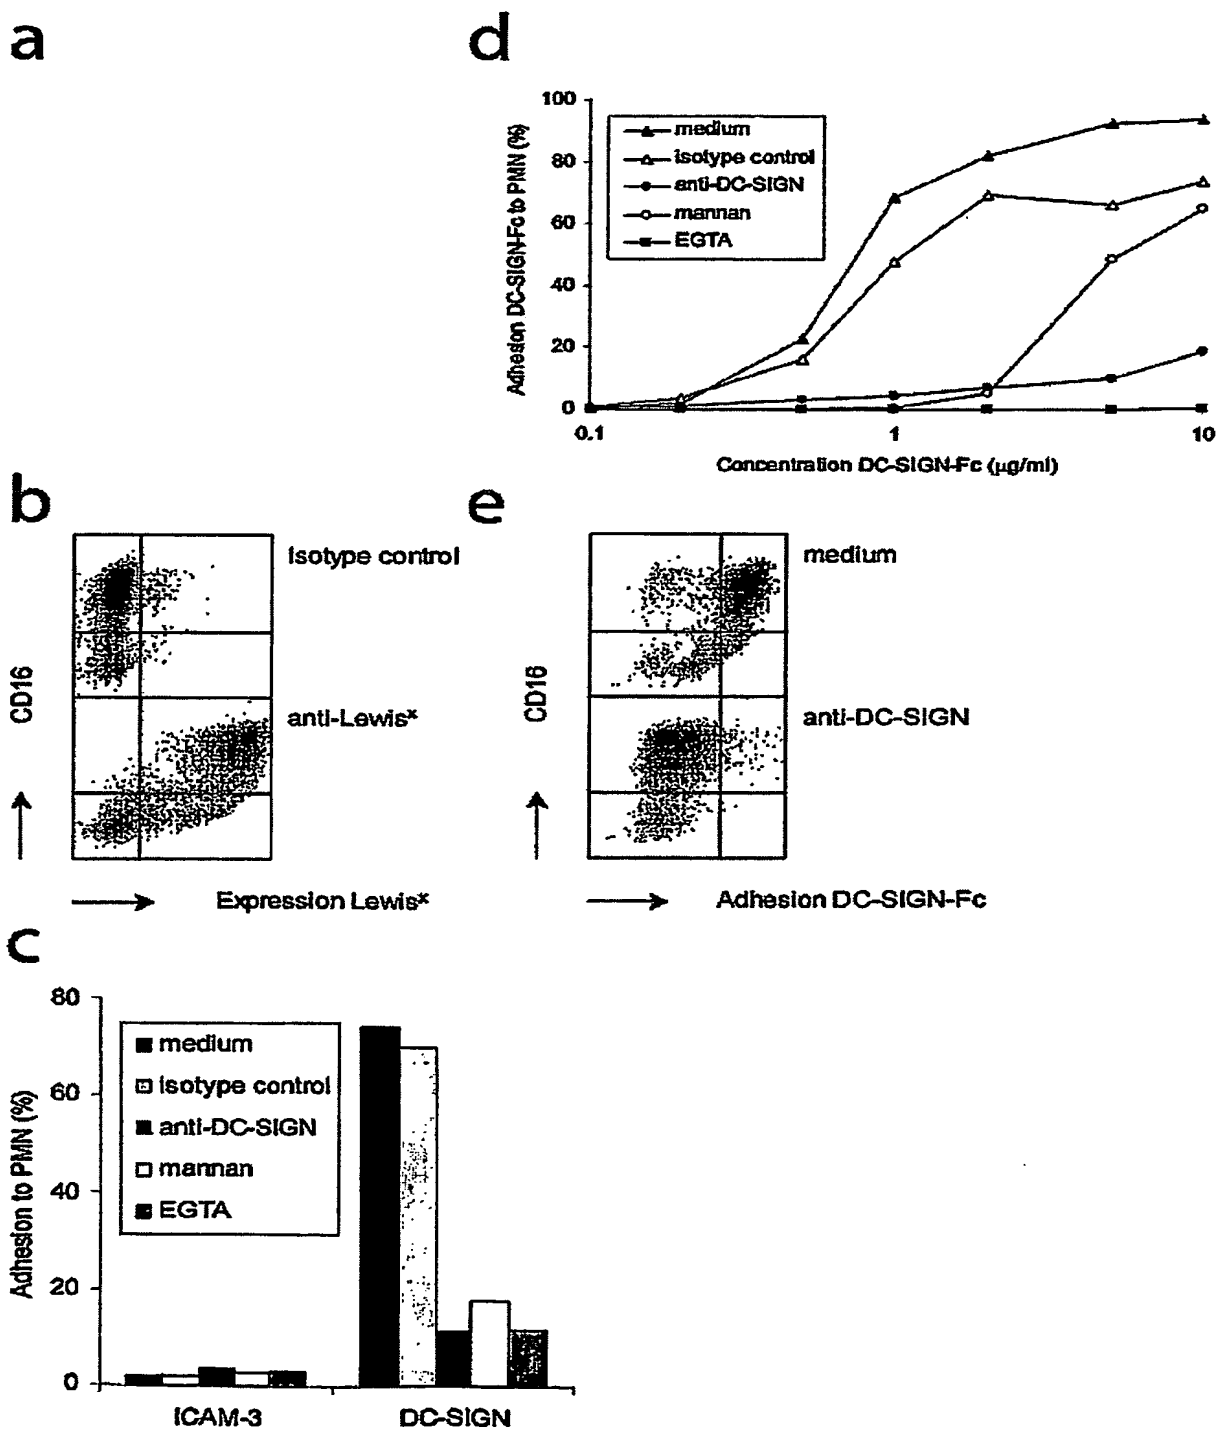 a
d
100
80
60
40
20
0
Adhesion DC-SIGN-Fc to PMN (%)
medium
isotype control
anti-DC-SIGN
mannan
EGTA
0.1
1
10
Concentration DC-SIGN-Fc (µg/ml)
b
Isotype control
anti-Lewisˣ
CD16
Expression Lewisˣ
e
medium
anti-DC-SIGN
CD16
Adhesion DC-SIGN-Fc
c
80
60
40
20
0
Adhesion to PMN (%)
medium
Isotype control
anti-DC-SIGN
mannan
EGTA
ICAM-3
DC-SIGN